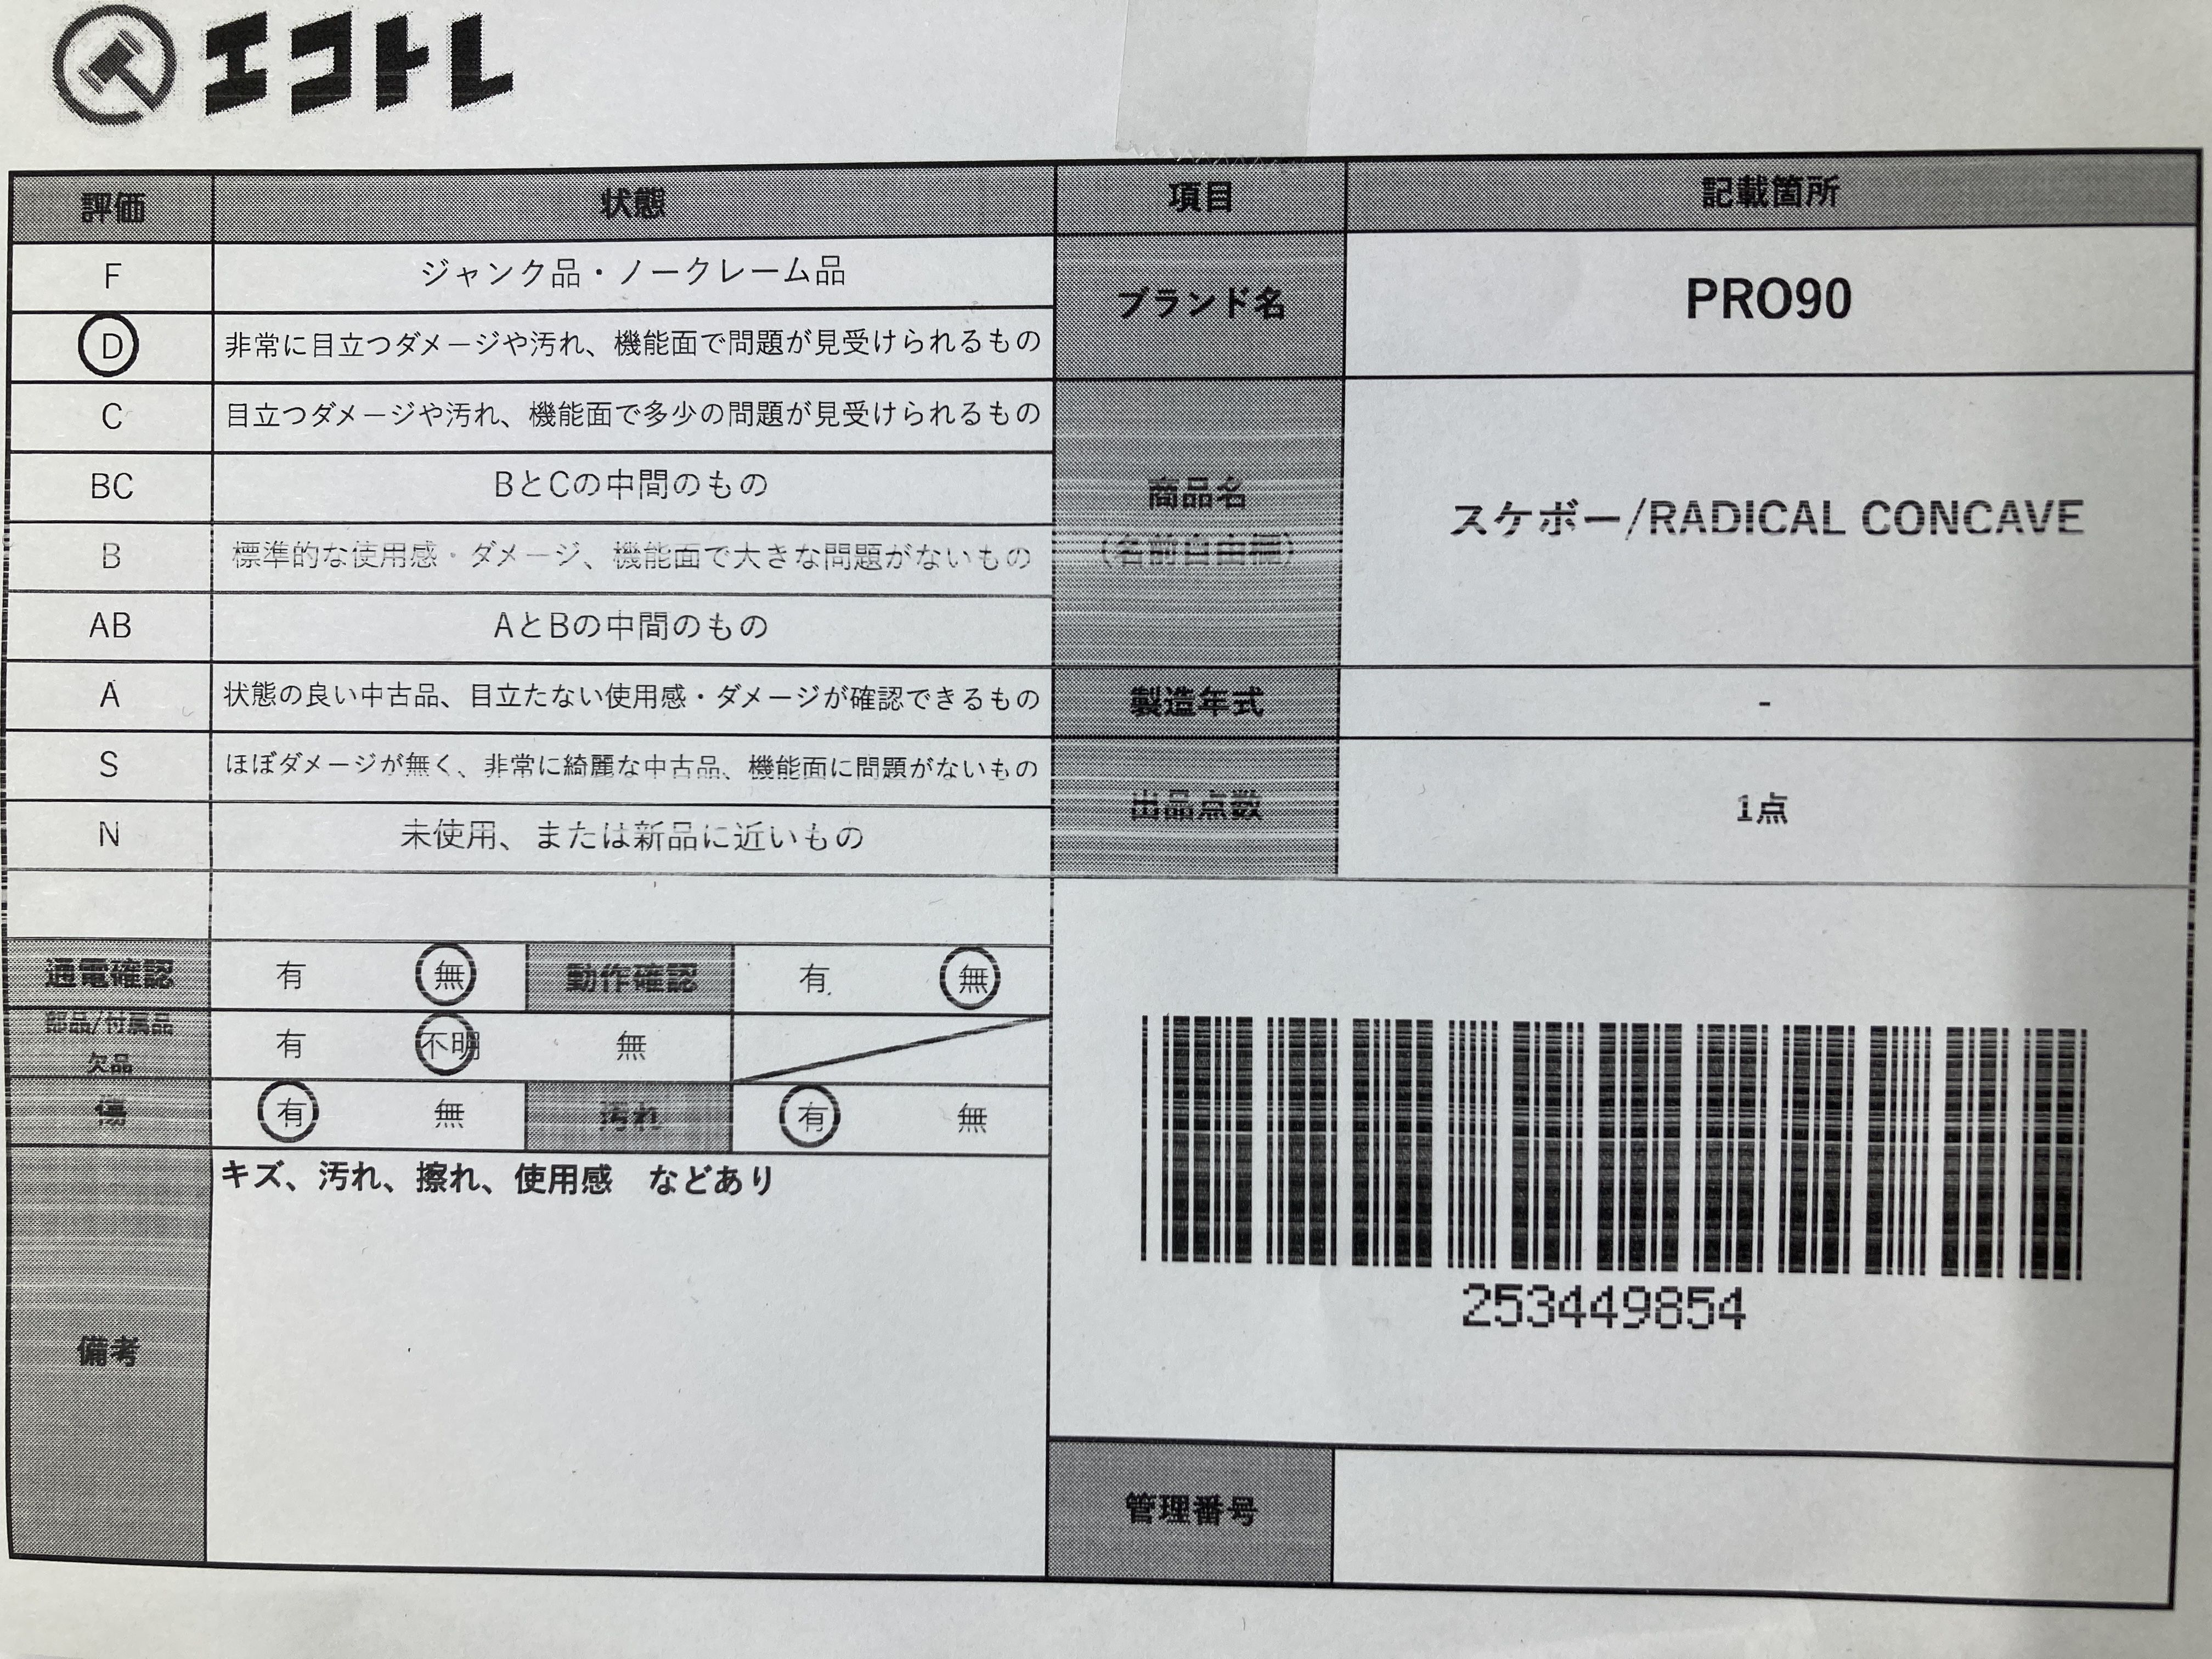 エコトレ
評価 状態 項目 記載箇所
F ジャンク品・ノークレーム品
ブランド名 PRO90
D 非常に目立つダメージや汚れ、機能面で問題が見受けられるもの
C 目立つダメージや汚れ、機能面で多少の問題が見受けられるもの
BC BとCの中間のもの
商品名
(名前自由欄)
スケボー/RADICAL CONCAVE
B 標準的な使用感・ダメージ、機能面で大きな問題がないもの
AB AとBの中間のもの
A 状態の良い中古品、目立たない使用感・ダメージが確認できるもの
製造年式 -
S ほぼダメージが無く、非常に綺麗な中古品、機能面に問題がないもの
出品点数 1点
N 未使用、または新品に近いもの
通電確認 有 無 動作確認 有 無
部品/付属品
欠品
有 不明 無
傷 有 無 汚れ 有 無
備考
キズ、汚れ、擦れ、使用感 などあり
253449854
管理番号